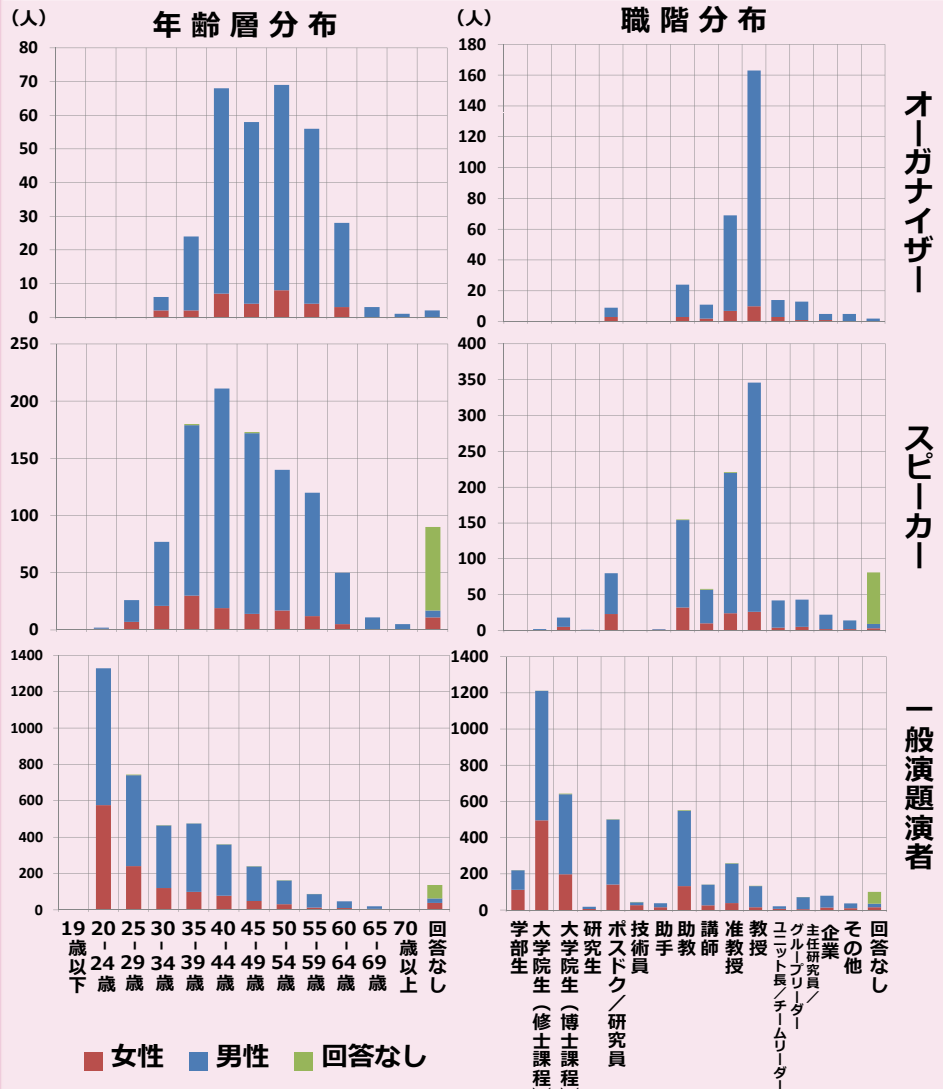 （人）
年齢層分布
80
70
60
50
40
30
20
10
0
（人）
職階分布
180
160
140
120
100
80
60
40
20
0
オーガナイザー
250
200
150
100
50
0
400
350
300
250
200
150
100
50
0
スピーカー
1400
1200
1000
800
600
400
200
0
1400
1200
1000
800
600
400
200
0
一般演題演者
19歳以下
20-24歳
25-29歳
30-34歳
35-39歳
40-44歳
45-49歳
50-54歳
55-59歳
60-64歳
65-69歳
70歳以上
回答なし
学部生
大学院生（修士課程
大学院生（博士課程
研究生
ポスドク／研究員
技術員
助手
助教
講師
准教授
教授
ユニット長／チームリーダー
グループリーダー
主任研究員／
企業
その他
回答なし
女性
男性
回答なし